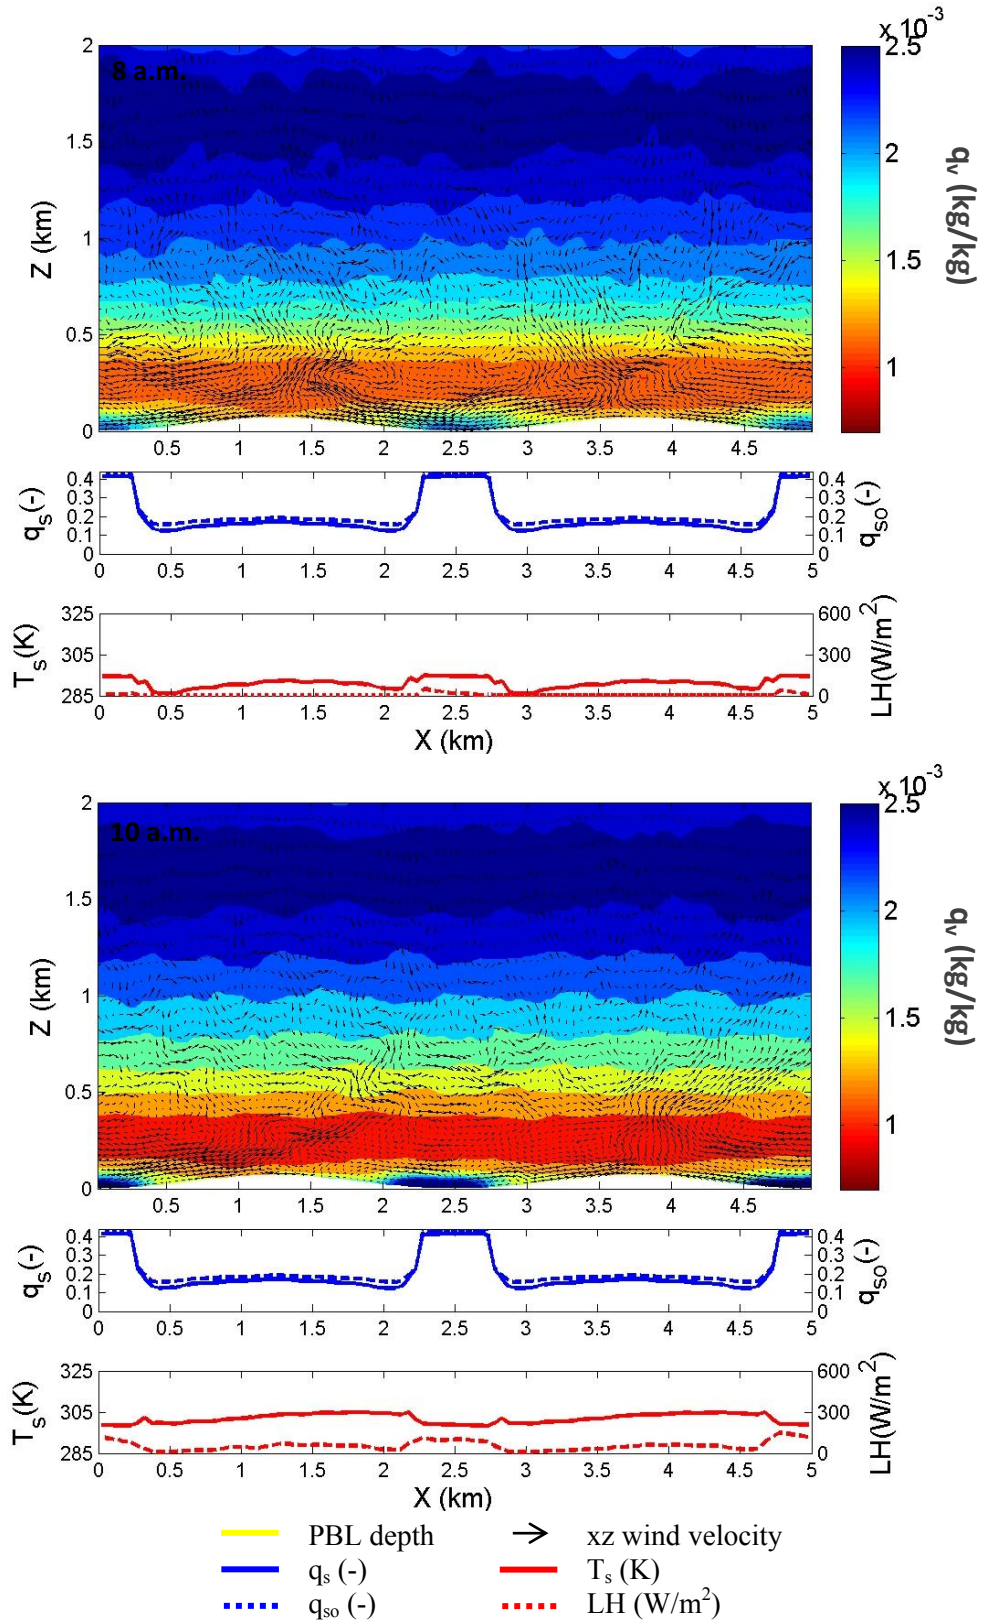 x 10⁻³
2
1.5
1
0.5
0
8 a.m.
Z (km)
0.5 1 1.5 2 2.5 3 3.5 4 4.5
2.5
2
1.5
1
qᵥ (kg/kg)
qₛ(-)
0.4
0.2
0.1
0
0.4
0.2
0.1
0
qₛₒ(-)
0 0.5 1 1.5 2 2.5 3 3.5 4 4.5 5
Tₛ(K)
325
305
285
600
300
0
LH(W/m²)
0 0.5 1 1.5 2 2.5 3 3.5 4 4.5 5
X (km)
x 10⁻³
2
1.5
1
0.5
0
10 a.m.
Z (km)
0.5 1 1.5 2 2.5 3 3.5 4 4.5
2.5
2
1.5
1
qᵥ (kg/kg)
qₛ(-)
0.4
0.2
0.1
0
0.4
0.2
0.1
0
qₛₒ(-)
0 0.5 1 1.5 2 2.5 3 3.5 4 4.5 5
Tₛ(K)
325
305
285
600
300
0
LH(W/m²)
0 0.5 1 1.5 2 2.5 3 3.5 4 4.5 5
X (km)
PBL depth
xz wind velocity
qₛ (-)
Tₛ (K)
qₛₒ (-)
LH (W/m²)